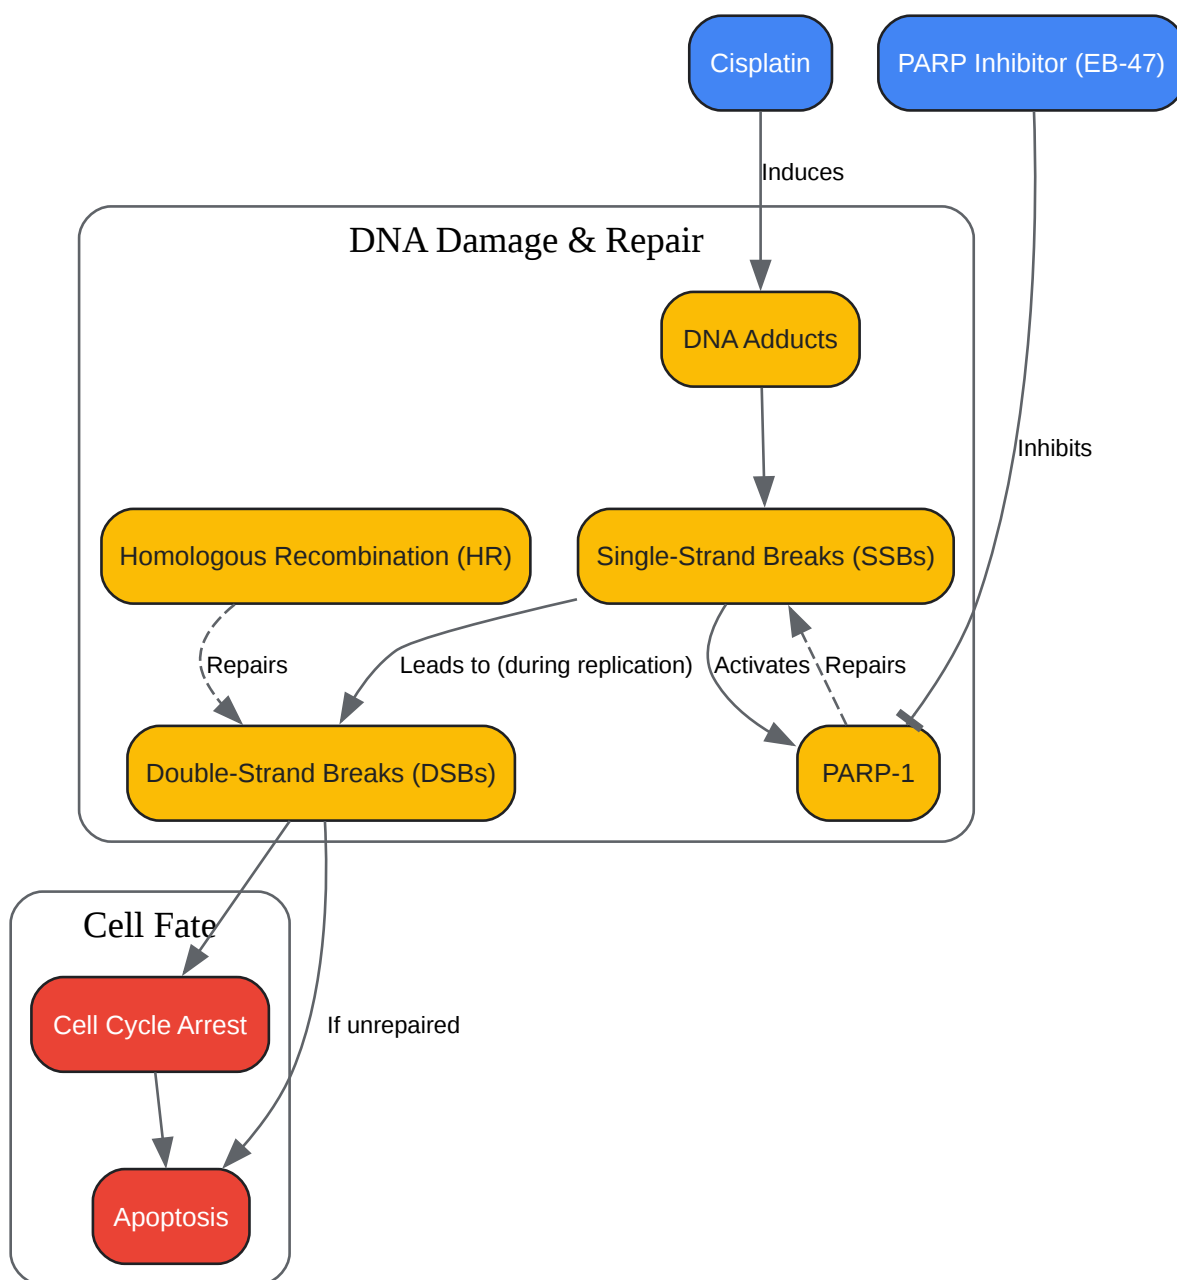 Cisplatin
PARP Inhibitor (EB-47)
Induces
DNA Damage & Repair
DNA Adducts
Inhibits
Homologous Recombination (HR)
Single-Strand Breaks (SSBs)
Repairs
Leads to (during replication)
Activates
Repairs
Double-Strand Breaks (DSBs)
PARP-1
Cell Fate
Cell Cycle Arrest
If unrepaired
Apoptosis